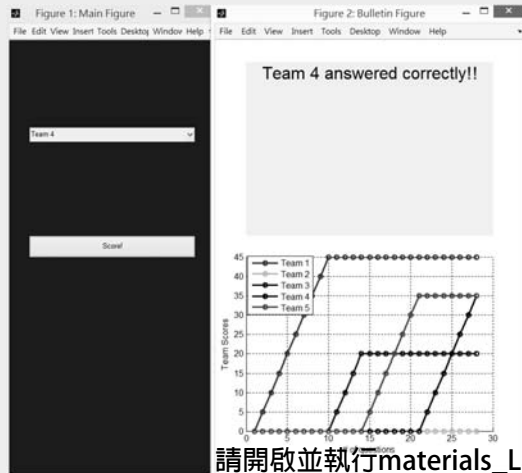 Figure 1: Main Figure
File Edit View Insert Tools Desktop Window Help
Team 4
Score!
Figure 2: Bulletin Figure
File Edit View Insert Tools Desktop Window Help
Team 4 answered correctly!!
Team 1
Team 2
Team 3
Team 4
Team 5
Team Scores
45
40
35
30
25
20
15
10
5
0
0 5 10 15 20 25 30
請開啟並執行materials_L